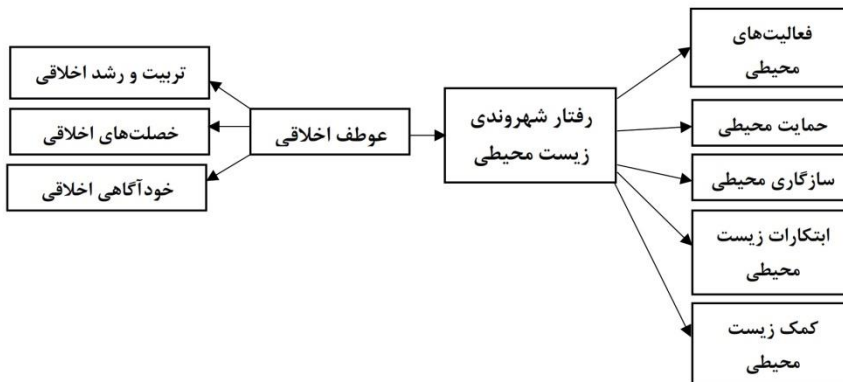 تربیت و رشد اخلاقی
خصلت‌های اخلاقی
خودآگاهی اخلاقی
عوطف اخلاقی
رفتار شهروندی
زیست محیطی
فعالیت‌های
محیطی
حمایت محیطی
سازگاری محیطی
ابتکارات زیست
محیطی
کمک زیست
محیطی